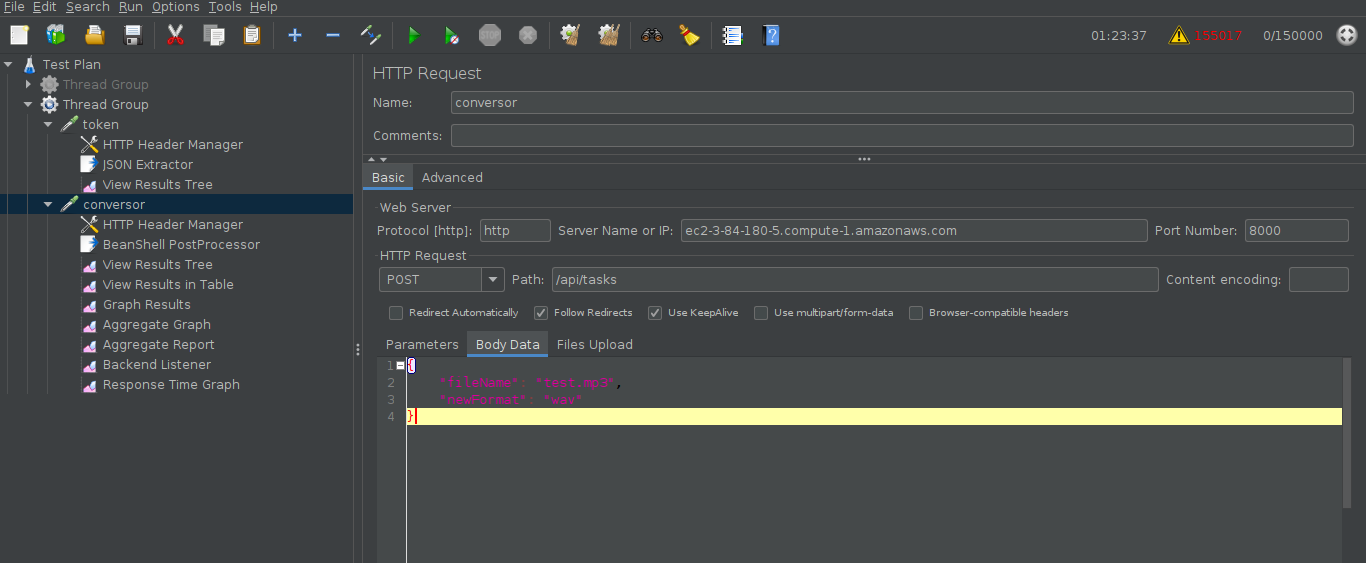 File Edit Search Run Options Tools Help
01:23:37 155017 0/150000
Test Plan
Thread Group
Thread Group
token
HTTP Header Manager
JSON Extractor
View Results Tree
conversor
HTTP Header Manager
BeanShell PostProcessor
View Results Tree
View Results in Table
Graph Results
Aggregate Graph
Aggregate Report
Backend Listener
Response Time Graph
HTTP Request
Name: conversor
Comments:
Basic Advanced
Web Server
Protocol [http]: http Server Name or IP: ec2-3-84-180-5.compute-1.amazonaws.com Port Number: 8000
HTTP Request
POST Path: /api/tasks Content encoding:
Redirect Automatically Follow Redirects Use KeepAlive Use multipart/form-data Browser-compatible headers
Parameters Body Data Files Upload
1 {
2 "fileName": "test.mp3",
3 "newFormat": "wav"
4 }